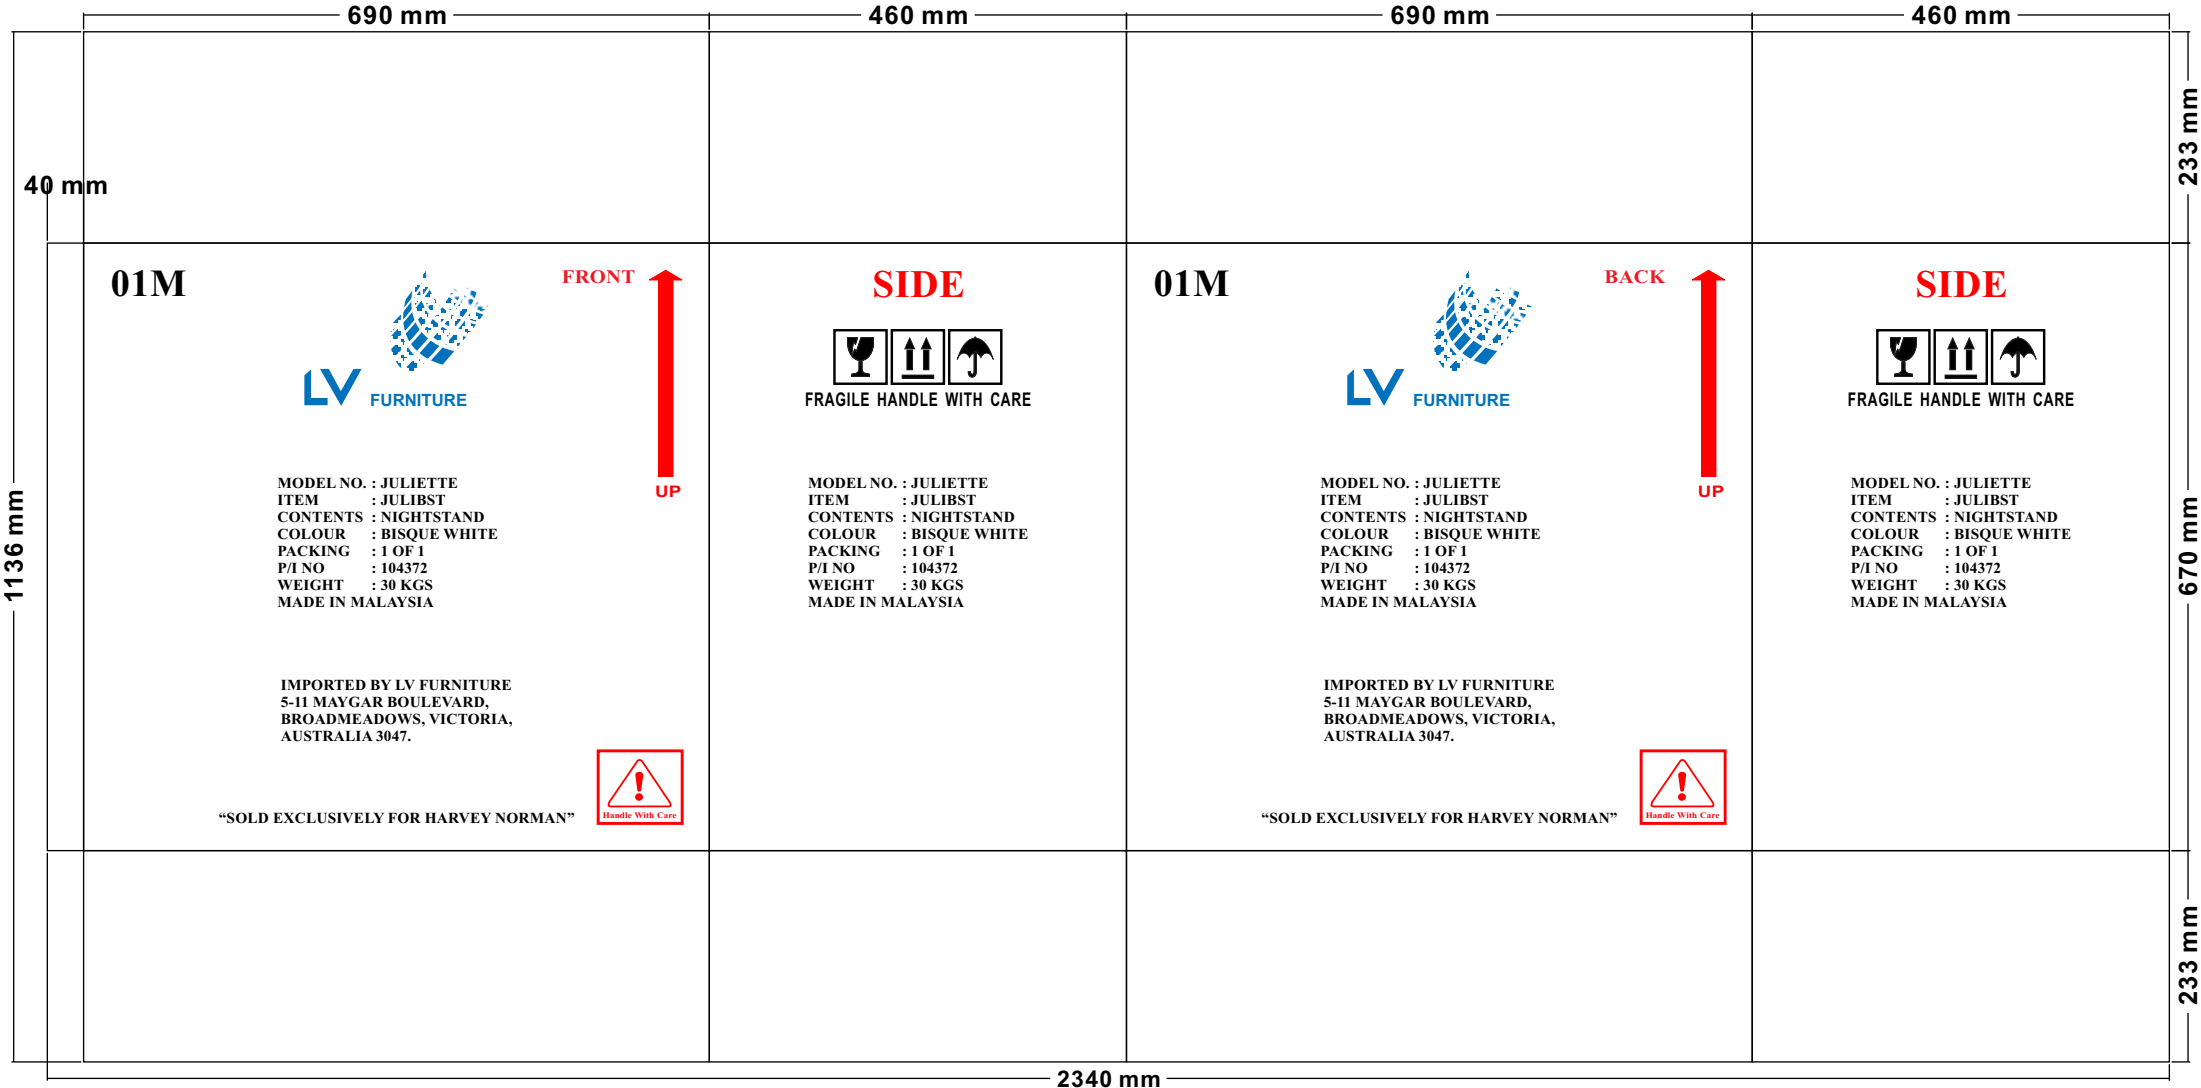 690 mm
460 mm
690 mm
460 mm
233 mm
40 mm
1136 mm
670 mm
233 mm
2340 mm
01M
FRONT
LV FURNITURE
UP
MODEL NO. : JULIETTE
ITEM : JULIBST
CONTENTS : NIGHTSTAND
COLOUR : BISQUE WHITE
PACKING : 1 OF 1
P/I NO : 104372
WEIGHT : 30 KGS
MADE IN MALAYSIA
IMPORTED BY LV FURNITURE
5-11 MAYGAR BOULEVARD,
BROADMEADOWS, VICTORIA,
AUSTRALIA 3047.
“SOLD EXCLUSIVELY FOR HARVEY NORMAN”
Handle With Care
SIDE
FRAGILE HANDLE WITH CARE
MODEL NO. : JULIETTE
ITEM : JULIBST
CONTENTS : NIGHTSTAND
COLOUR : BISQUE WHITE
PACKING : 1 OF 1
P/I NO : 104372
WEIGHT : 30 KGS
MADE IN MALAYSIA
01M
BACK
LV FURNITURE
UP
MODEL NO. : JULIETTE
ITEM : JULIBST
CONTENTS : NIGHTSTAND
COLOUR : BISQUE WHITE
PACKING : 1 OF 1
P/I NO : 104372
WEIGHT : 30 KGS
MADE IN MALAYSIA
IMPORTED BY LV FURNITURE
5-11 MAYGAR BOULEVARD,
BROADMEADOWS, VICTORIA,
AUSTRALIA 3047.
“SOLD EXCLUSIVELY FOR HARVEY NORMAN”
Handle With Care
SIDE
FRAGILE HANDLE WITH CARE
MODEL NO. : JULIETTE
ITEM : JULIBST
CONTENTS : NIGHTSTAND
COLOUR : BISQUE WHITE
PACKING : 1 OF 1
P/I NO : 104372
WEIGHT : 30 KGS
MADE IN MALAYSIA